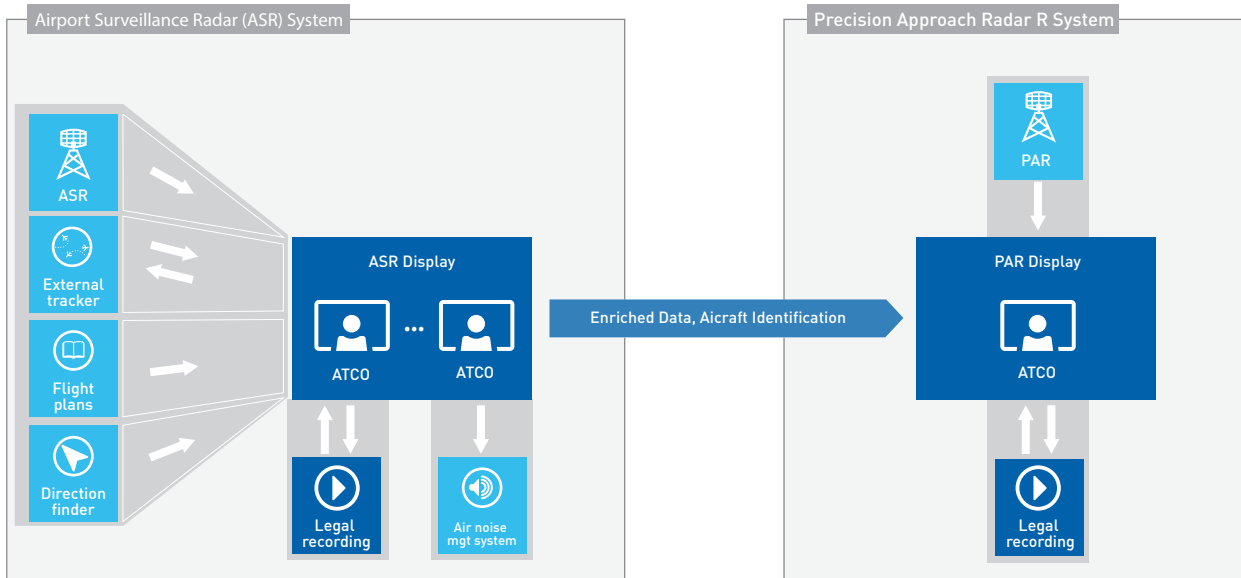 Airport Surveillance Radar (ASR) System
ASR
External
tracker
Flight
plans
Direction
finder
ASR Display
...
ATCO
ATCO
Legal
recording
Air noise
mgt system
Enriched Data, Aicraft Identification
Precision Approach Radar R System
PAR
PAR Display
ATCO
Legal
recording